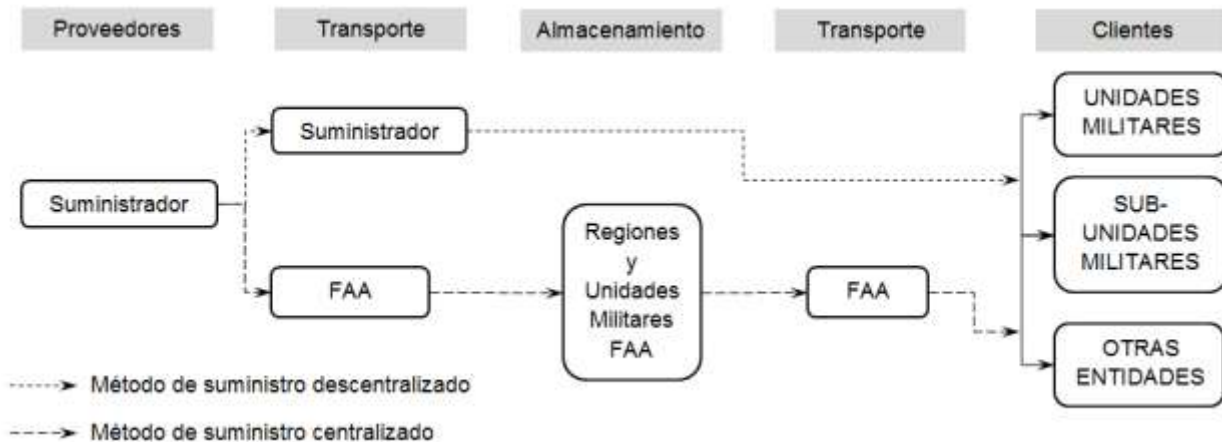 Proveedores
Transporte
Almacenamiento
Transporte
Clientes
Suministrador
Suministrador
FAA
Regiones
y
Unidades
Militares
FAA
FAA
UNIDADES
MILITARES
SUB-
UNIDADES
MILITARES
OTRAS
ENTIDADES
Método de suministro descentralizado
Método de suministro centralizado